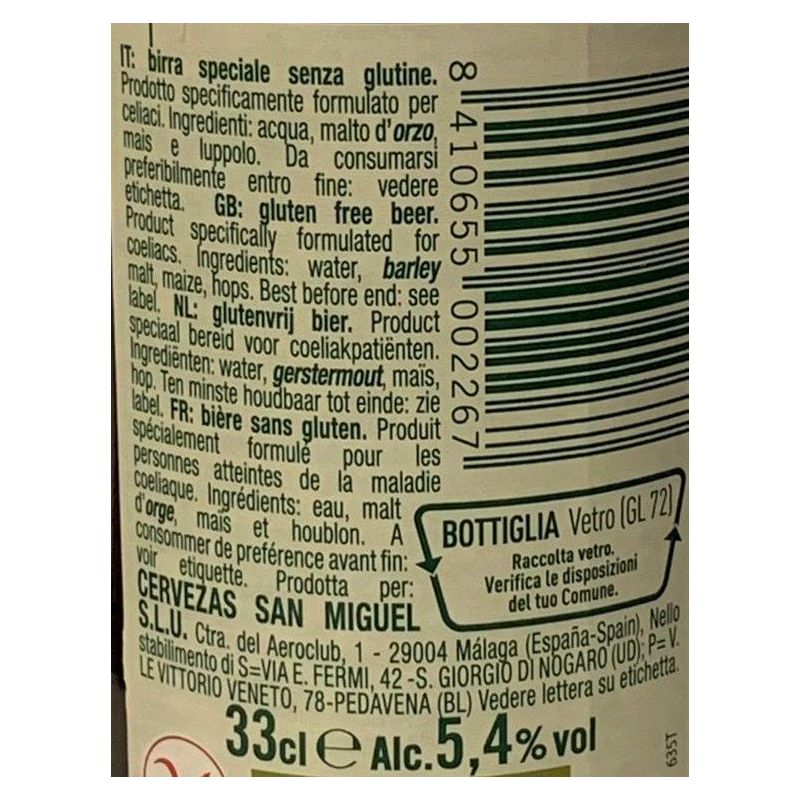 IT: birra speciale senza glutine.
Prodotto specificamente formulato per
celiaci. Ingredienti: acqua, malto d'orzo,
mais e luppolo. Da consumarsi
preferibilmente entro fine: vedere
etichetta. GB: gluten free beer.
Product specifically formulated for
coeliacs. Ingredients: water, barley
malt, maize, hops. Best before end: see
label. NL: glutenvrij bier. Product
speciaal bereid voor coeliakpatiënten.
Ingrediënten: water, gerstermout, maïs,
hop. Ten minste houdbaar tot einde: zie
label. FR: bière sans gluten. Produit
spécialement formulé pour les
personnes atteintes de la maladie
coeliaque. Ingrédients: eau, malt
d'orge, maïs et houblon. A
consommer de preférence avant fin:
voir etiquette. Prodotta per:
CERVEZAS SAN MIGUEL
S.L.U. Ctra. del Aeroclub, 1 - 29004 Málaga (España-Spain), Nello
stabilimento di S=VIA E. FERMI, 42 -S. GIORGIO DI NOGARO (UD); P= V.
LE VITTORIO VENETO, 78-PEDAVENA (BL) Vedere lettera su etichetta.
33cl e Alc.5,4% vol
8 410655 002267
BOTTIGLIA Vetro (GL 72)
Raccolta vetro.
Verifica le disposizioni
del tuo Comune.
635T